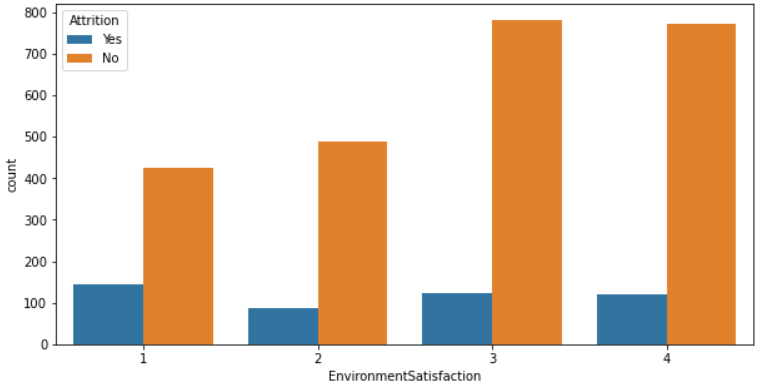 Attrition
Yes
No
800
700
600
500
400
300
200
100
0
count
1 2 3 4
EnvironmentSatisfaction